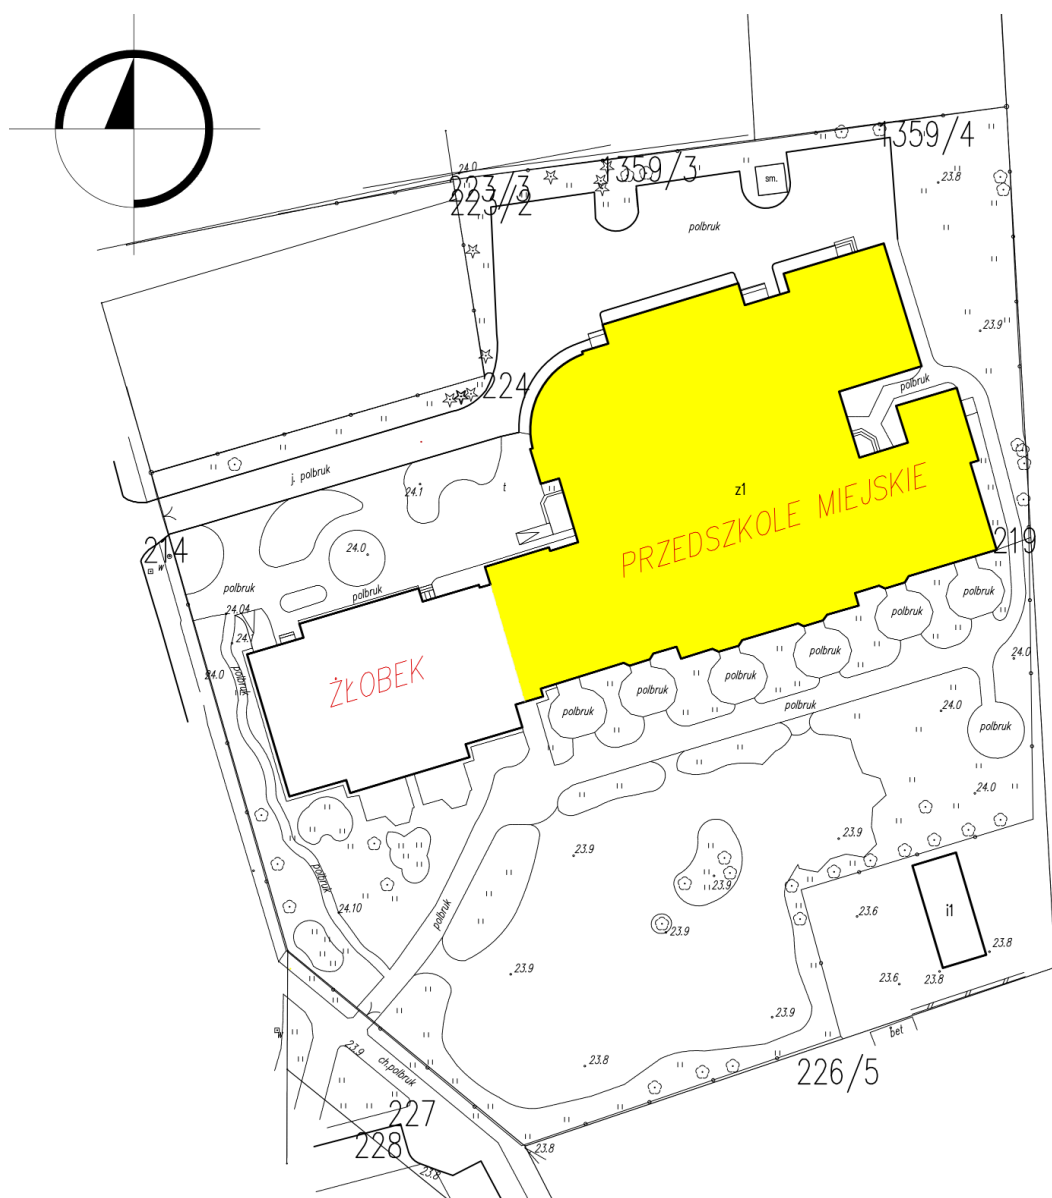 1359/4
24.0
1359/3
223/3
223/2
sm.
23.8
polbruk
23.9
224
polbruk
j. polbruk
24.1
t
z1
PRZEDSZKOLE MIEJSKIE
214
w
24.0
219
polbruk
polbruk
polbruk
polbruk
24.04
24.
24.0
polbruk
ŻŁOBEK
polbruk
24.0
polbruk
polbruk
polbruk
polbruk
24.0
polbruk
24.0
23.9
23.9
23.9
polbruk
24.10
polbruk
23.6
i1
23.9
23.8
23.9
23.6
23.8
23.9
bet
w
23.9
ch.polbruk
23.8
226/5
227
228
23.8
23.8